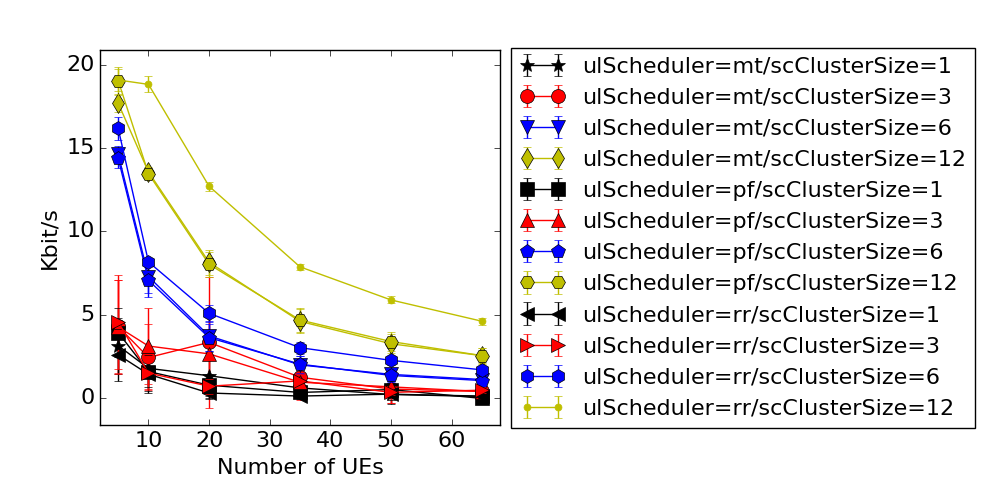 20
15
10
5
0
Kbit/s
10 20 30 40 50 60
Number of UEs
ulScheduler=mt/scClusterSize=1
ulScheduler=mt/scClusterSize=3
ulScheduler=mt/scClusterSize=6
ulScheduler=mt/scClusterSize=12
ulScheduler=pf/scClusterSize=1
ulScheduler=pf/scClusterSize=3
ulScheduler=pf/scClusterSize=6
ulScheduler=pf/scClusterSize=12
ulScheduler=rr/scClusterSize=1
ulScheduler=rr/scClusterSize=3
ulScheduler=rr/scClusterSize=6
ulScheduler=rr/scClusterSize=12